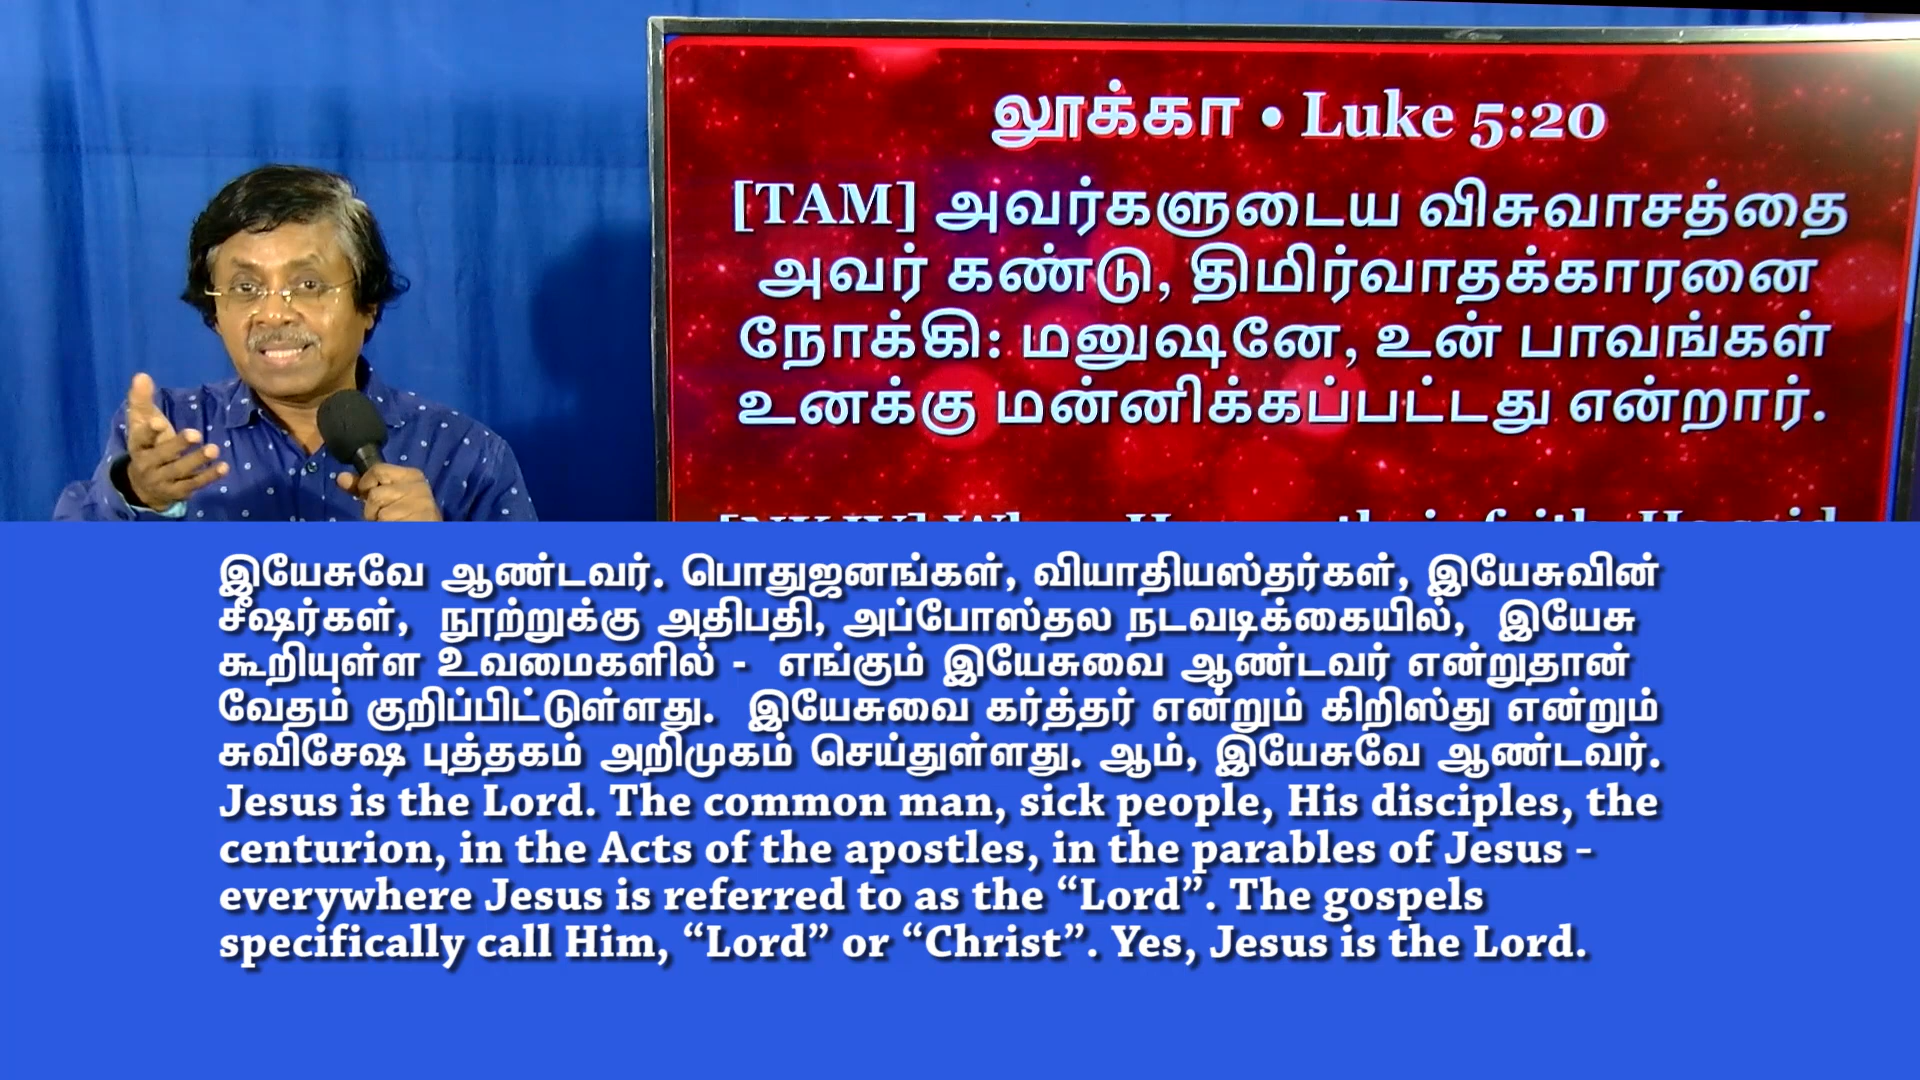 லூக்கா • Luke 5:20
[TAM] அவர்களுடைய விசுவாசத்தை
அவர் கண்டு, திமிர்வாதக்காரனை
நோக்கி: மனுஷனே, உன் பாவங்கள்
உனக்கு மன்னிக்கப்பட்டது என்றார்.
இயேசுவே ஆண்டவர். பொதுஜனங்கள், வியாதியஸ்தர்கள், இயேசுவின்
சீஷர்கள், நூற்றுக்கு அதிபதி, அப்போஸ்தல நடவடிக்கையில், இயேசு
கூறியுள்ள உவமைகளில் - எங்கும் இயேசுவை ஆண்டவர் என்றுதான்
வேதம் குறிப்பிட்டுள்ளது. இயேசுவை கர்த்தர் என்றும் கிறிஸ்து என்றும்
சுவிசேஷ புத்தகம் அறிமுகம் செய்துள்ளது. ஆம், இயேசுவே ஆண்டவர்.
Jesus is the Lord. The common man, sick people, His disciples, the
centurion, in the Acts of the apostles, in the parables of Jesus -
everywhere Jesus is referred to as the “Lord”. The gospels
specifically call Him, “Lord” or “Christ”. Yes, Jesus is the Lord.